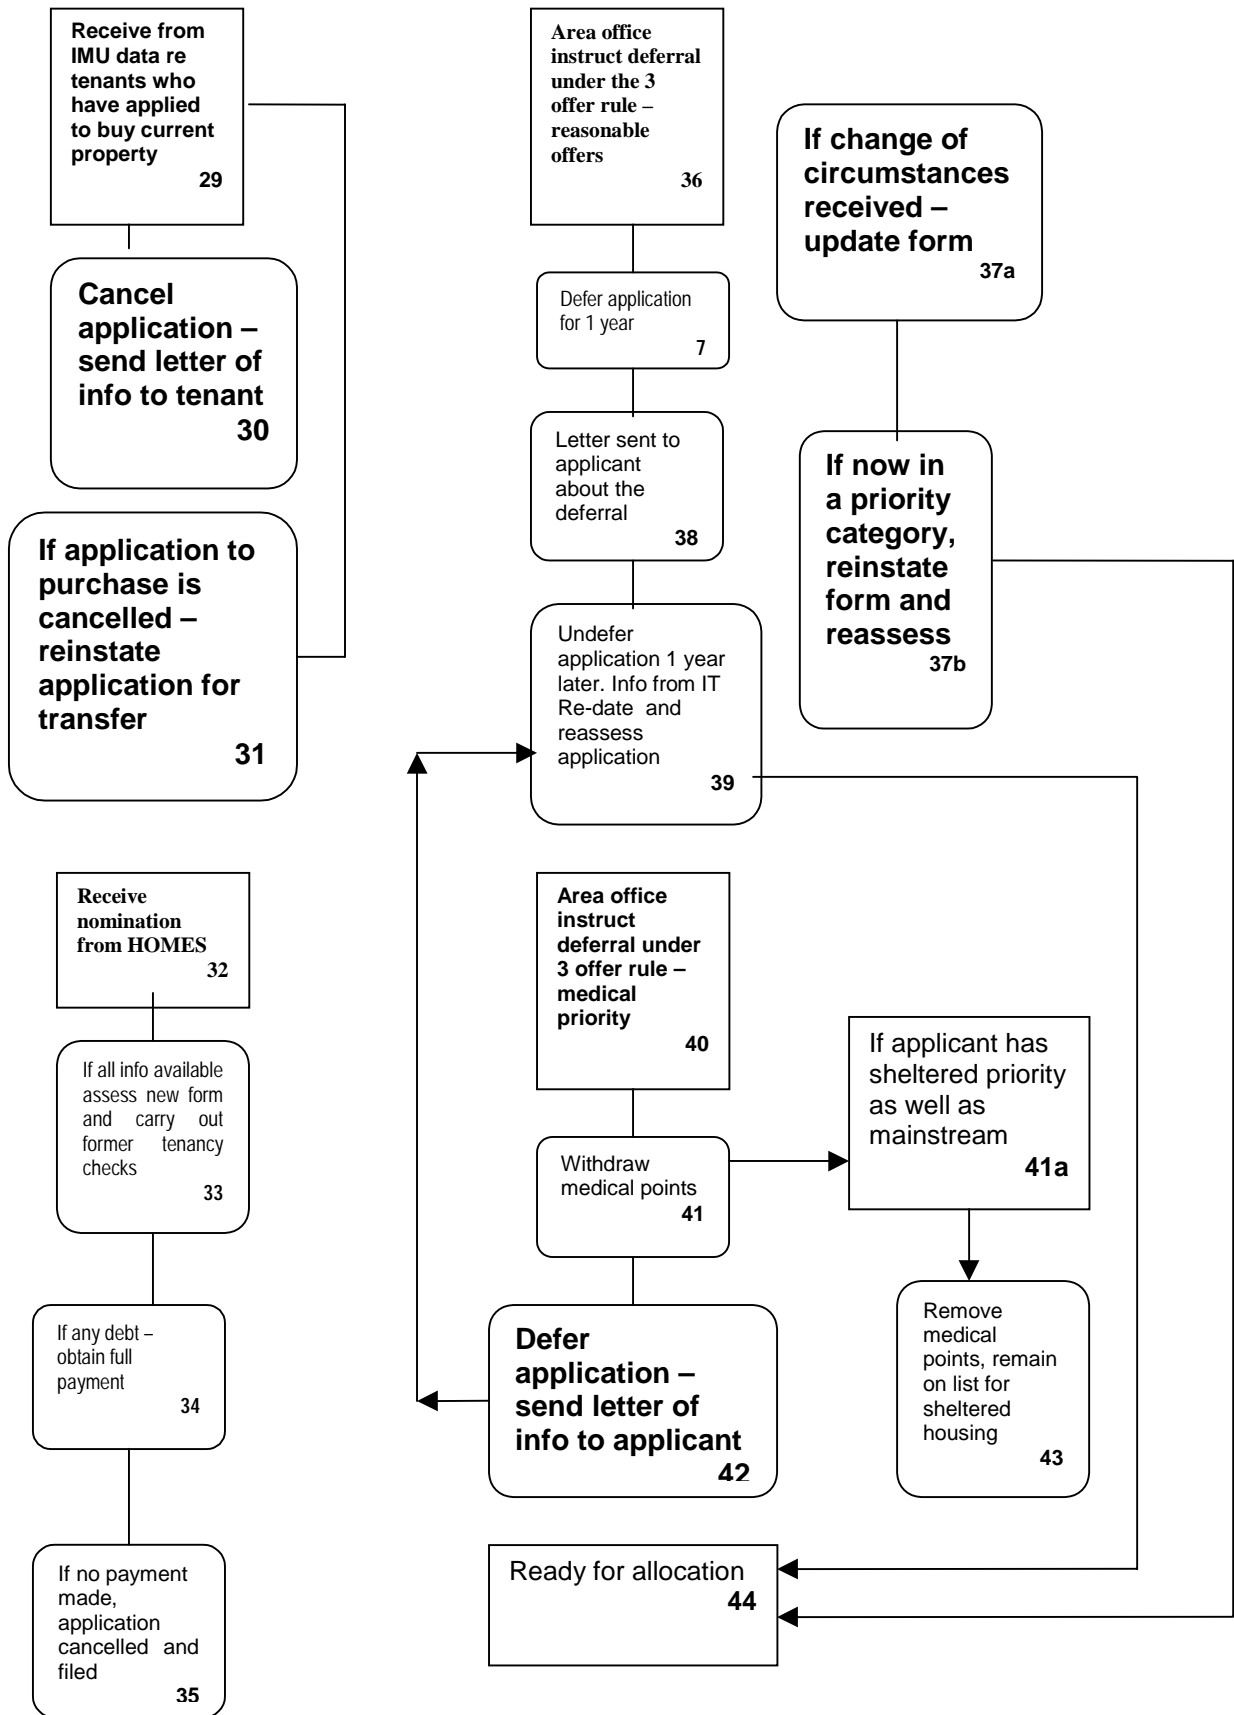 Receive from
IMU data re
tenants who
have applied
to buy current
property
29
Cancel
application –
send letter of
info to tenant
30
If application to
purchase is
cancelled –
reinstate
application for
transfer
31
Receive
nomination
from HOMES
32
If all info available
assess new form
and carry out
former tenancy
checks
33
If any debt –
obtain full
payment
34
If no payment
made,
application
cancelled and
filed
35
Area office
instruct deferral
under the 3
offer rule –
reasonable
offers
36
Defer application
for 1 year
7
Letter sent to
applicant
about the
deferral
38
Undefer
application 1 year
later. Info from IT
Re-date and
reassess
application
39
Area office
instruct
deferral under
3 offer rule –
medical
priority
40
Withdraw
medical points
41
Defer
application –
send letter of
info to applicant
42
Ready for allocation
44
If change of
circumstances
received –
update form
37a
If now in
a priority
category,
reinstate
form and
reassess
37b
If applicant has
sheltered priority
as well as
mainstream
41a
Remove
medical
points, remain
on list for
sheltered
housing
43